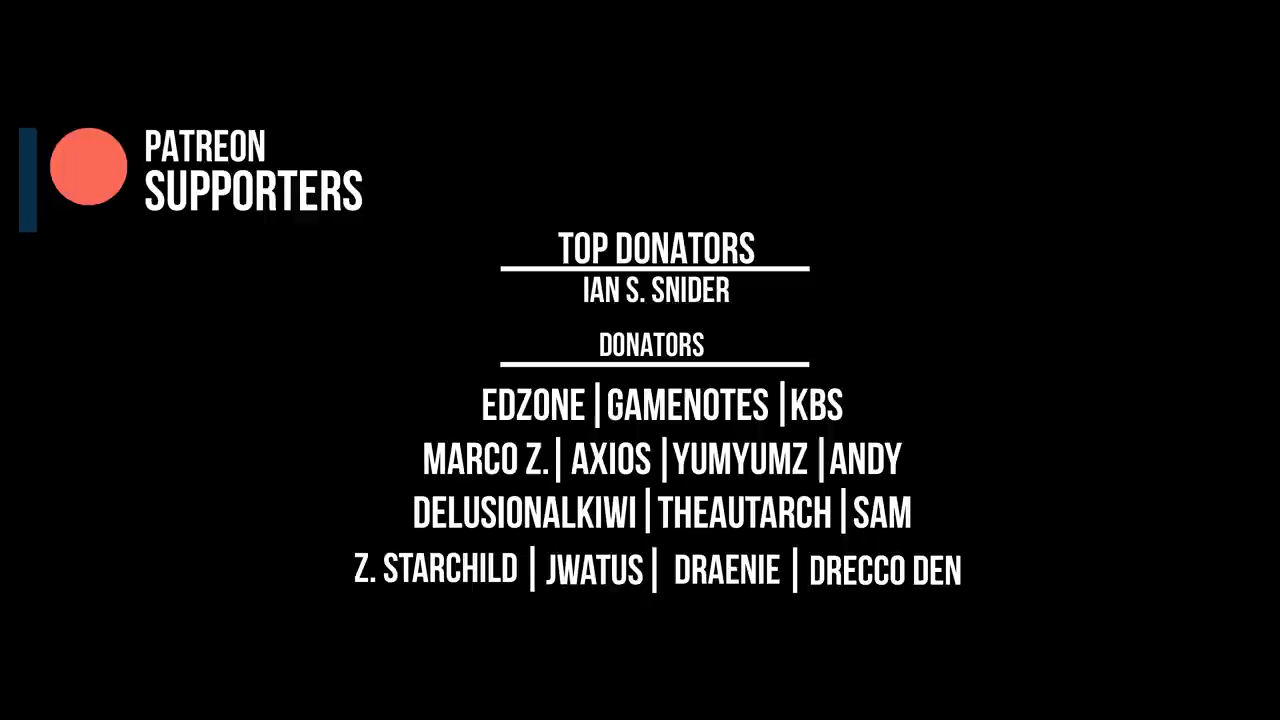 PATREON
SUPPORTERS
TOP DONATORS
IAN S. SNIDER
DONATORS
EDZONE | GAMENOTES | KBS
MARCO Z. | AXIOS | YUMYUMZ | ANDY
DELUSIONALKIWI | THEAUTARCH | SAM
Z. STARCHILD | JWATUS | DRAENIE | DRECCO DEN